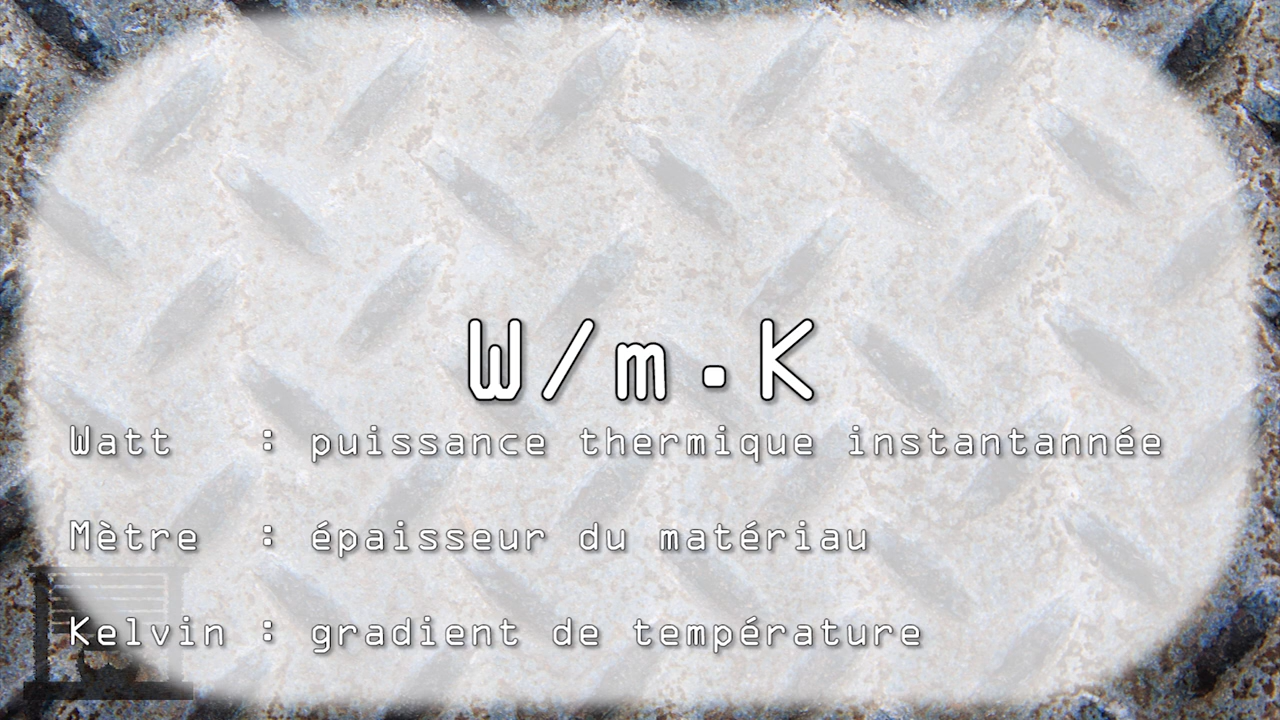 W/m·K
Watt : puissance thermique instantannée
Mètre : épaisseur du matériau
Kelvin : gradient de température